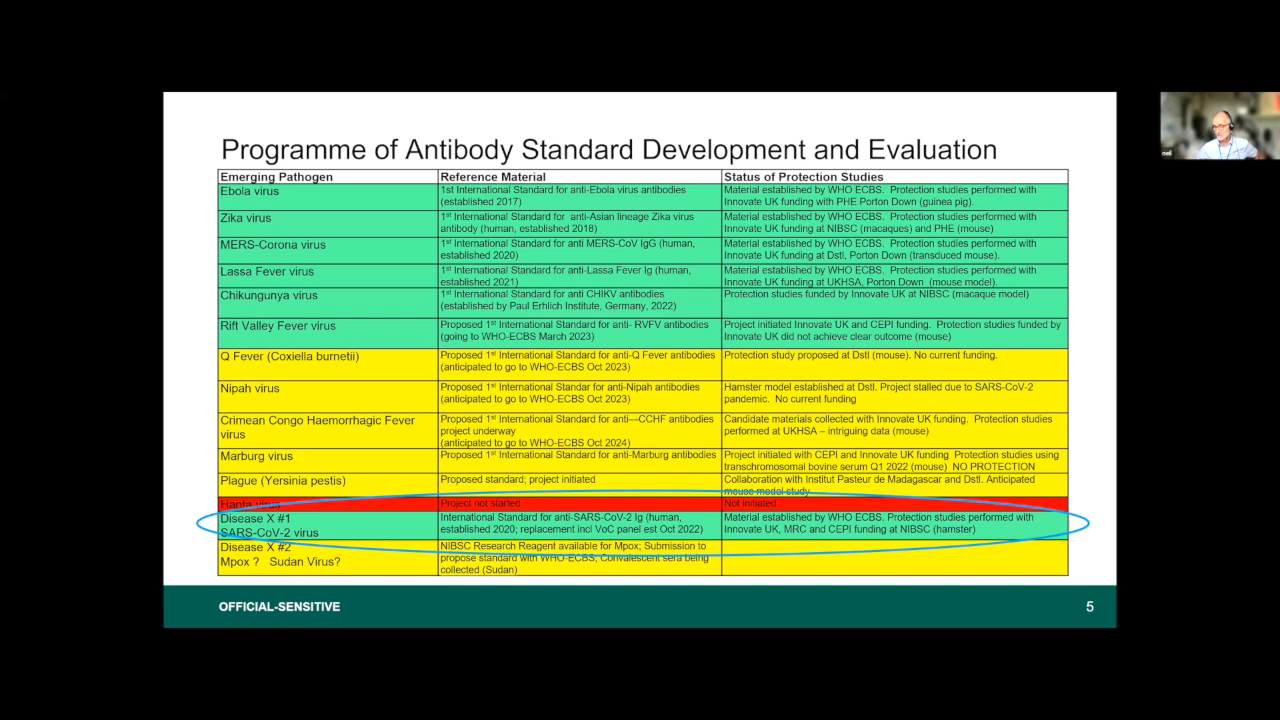 Programme of Antibody Standard Development and Evaluation
Emerging Pathogen
Reference Material
Status of Protection Studies
Ebola virus
1st International Standard for anti-Ebola virus antibodies
(established 2017)
Material established by WHO ECBS. Protection studies performed with
Innovate UK funding with PHE Porton Down (guinea pig).
Zika virus
1st International Standard for anti-Asian lineage Zika virus
antibody (human, established 2018)
Material established by WHO ECBS. Protection studies performed with
Innovate UK funding at NIBSC (macaques) and PHE (mouse)
MERS-Corona virus
1st International Standard for anti MERS-CoV IgG (human,
established 2020)
Material established by WHO ECBS. Protection studies performed with
Innovate UK funding at Dstl, Porton Down (transduced mouse).
Lassa Fever virus
1st International Standard for anti-Lassa Fever Ig (human,
established 2021)
Material established by WHO ECBS. Protection studies performed with
Innovate UK funding at UKHSA, Porton Down (mouse model).
Chikungunya virus
1st International Standard for anti CHIKV antibodies
(established by Paul Erhlich Institute, Germany, 2022)
Protection studies funded by Innovate UK at NIBSC (macaque model)
Rift Valley Fever virus
Proposed 1st International Standard for anti- RVFV antibodies
(going to WHO-ECBS March 2023)
Project initiated Innovate UK and CEPI funding. Protection studies funded by
Innovate UK did not achieve clear outcome (mouse)
Q Fever (Coxiella burnetii)
Proposed 1st International Standard for anti-Q Fever antibodies
(anticipated to go to WHO-ECBS Oct 2023)
Protection study proposed at Dstl (mouse). No current funding.
Nipah virus
Proposed 1st International Standar for anti-Nipah antibodies
(anticipated to go to WHO-ECBS Oct 2023)
Hamster model established at Dstl. Project stalled due to SARS-CoV-2
pandemic. No current funding
Crimean Congo Haemorrhagic Fever
virus
Proposed 1st International Standard for anti—CCHF antibodies
project underway
(anticipated to go to WHO-ECBS Oct 2024)
Candidate materials collected with Innovate UK funding. Protection studies
performed at UKHSA – intriguing data (mouse)
Marburg virus
Proposed 1st International Standard for anti-Marburg antibodies
Project initiated with CEPI and Innovate UK funding Protection studies using
transchromosomal bovine serum Q1 2022 (mouse) NO PROTECTION
Plague (Yersinia pestis)
Proposed standard; project initiated
Collaboration with Institut Pasteur de Madagascar and Dstl. Anticipated
mouse model study
Hanta virus
Project not started
Not initiated.
Disease X #1
SARS-CoV-2 virus
International Standard for anti-SARS-CoV-2 Ig (human,
established 2020; replacement incl VoC panel est Oct 2022)
Material established by WHO ECBS. Protection studies performed with
Innovate UK, MRC and CEPI funding at NIBSC (hamster)
Disease X #2
Mpox ? Sudan Virus?
NIBSC Research Reagent available for Mpox; Submission to
propose standard with WHO-ECBS; Convalescent sera being
collected (Sudan)
OFFICIAL-SENSITIVE
5
neil